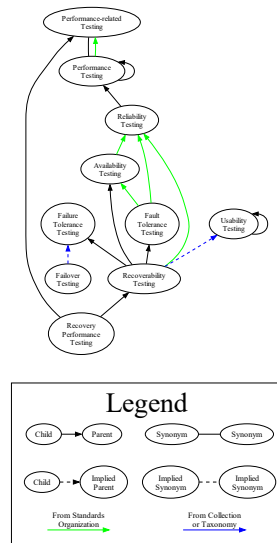 Performance-related
Testing
Performance
Testing
Reliability
Testing
Availability
Testing
Failure
Tolerance
Testing
Fault
Tolerance
Testing
Usability
Testing
Failover
Testing
Recoverability
Testing
Recovery
Performance
Testing
Legend
Child
Parent
Synonym
Synonym
Child
Implied
Parent
Implied
Synonym
Implied
Synonym
From Standards
Organization
From Collection
or Taxonomy